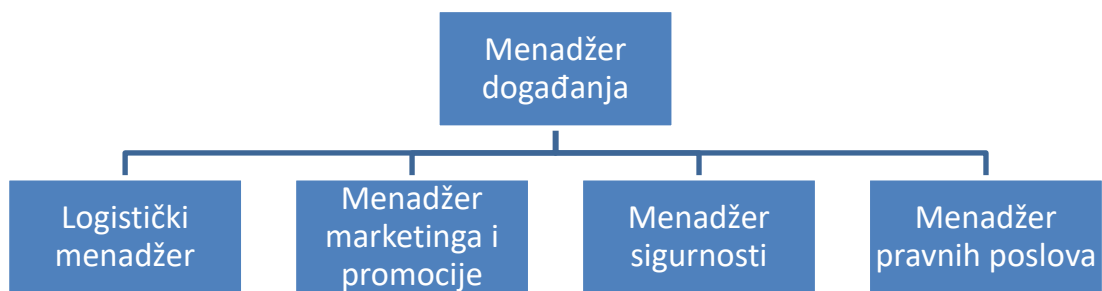 Menadžer
događanja
Logistički
menadžer
Menadžer
marketinga i
promocije
Menadžer
sigurnosti
Menadžer
pravnih poslova